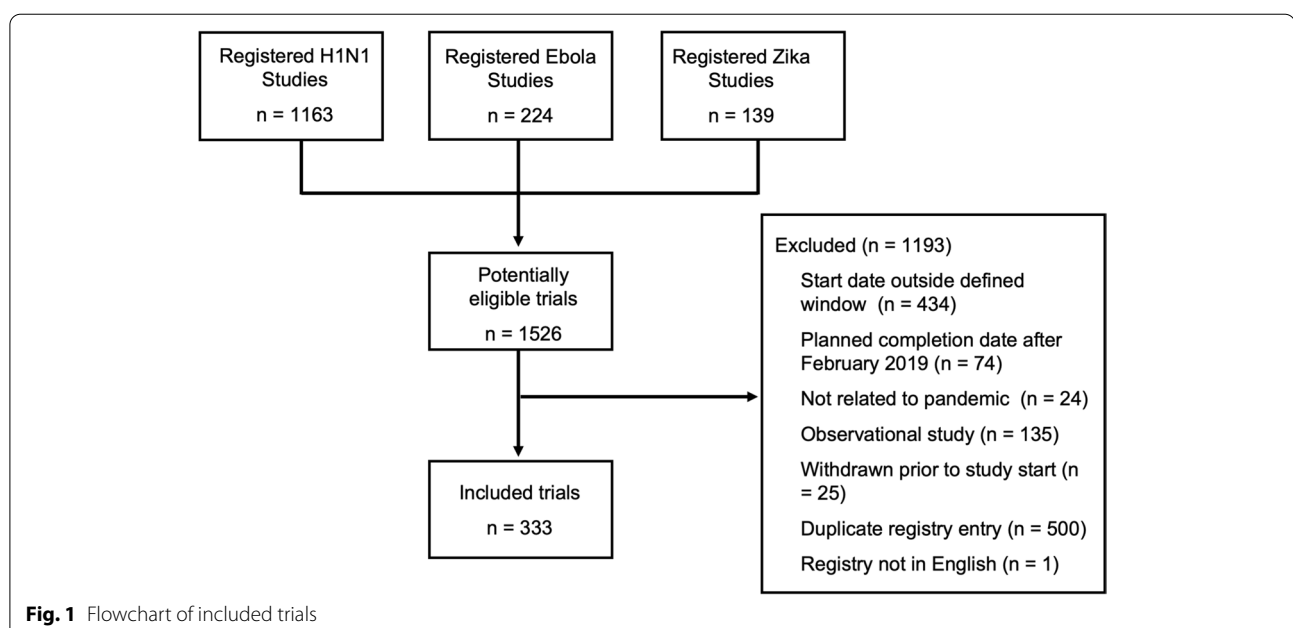 Registered H1N1
Studies
n = 1163
Registered Ebola
Studies
n = 224
Registered Zika
Studies
n = 139
Potentially
eligible trials
n = 1526
Excluded (n = 1193)
Start date outside defined
window (n = 434)
Planned completion date after
February 2019 (n = 74)
Not related to pandemic (n = 24)
Observational study (n = 135)
Withdrawn prior to study start (n
= 25)
Duplicate registry entry (n = 500)
Registry not in English (n = 1)
Included trials
n = 333
Fig. 1 Flowchart of included trials